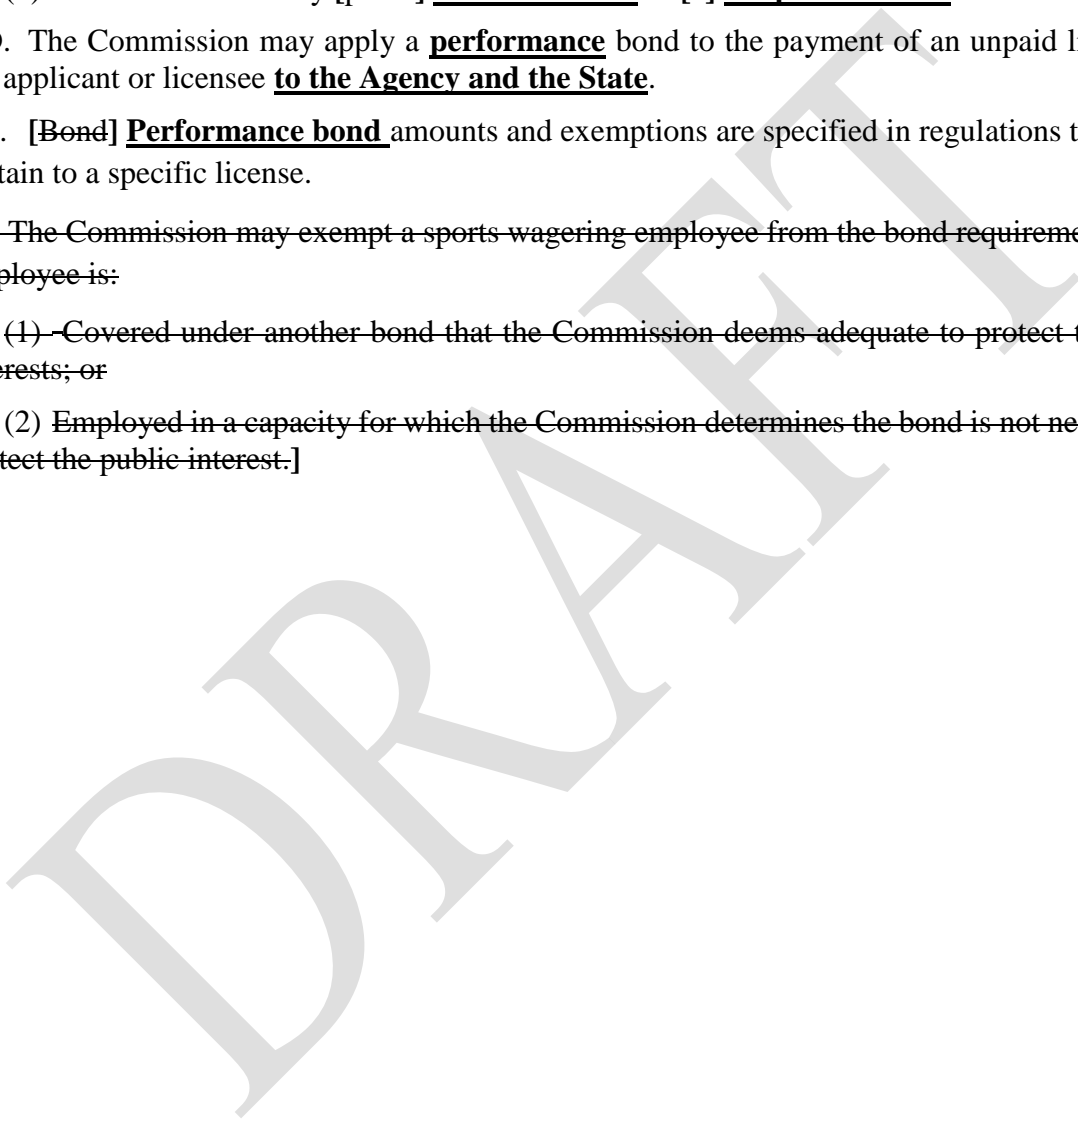 . The Commission may apply a performance bond to the payment of an unpaid
applicant or licensee to the Agency and the State.
. [Bond] Performance bond amounts and exemptions are specified in regulations
tain to a specific license.
The Commission may exempt a sports wagering employee from the bond
ployee is:
(1) Covered under another bond that the Commission deems adequate to protect
erests; or
(2) Employed in a capacity for which the Commission determines the bond is not
tect the public interest.]
DRAFT